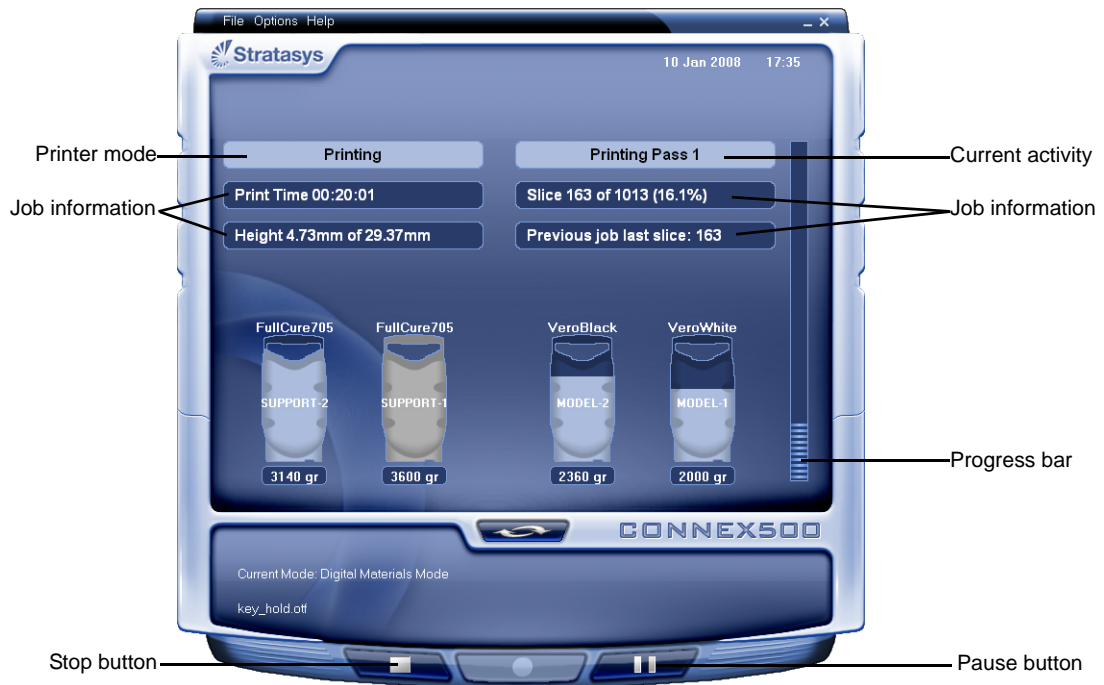 File Options Help
Stratasys
10 Jan 2008 17:35
Printer mode
Printing
Printing Pass 1
Current activity
Job information
Print Time 00:20:01
Slice 163 of 1013 (16.1%)
Job information
Height 4.73mm of 29.37mm
Previous job last slice: 163
FullCure705
FullCure705
VeroBlack
VeroWhite
SUPPORT-2
SUPPORT-1
MODEL-2
MODEL-1
Progress bar
3140 gr
3600 gr
2360 gr
2000 gr
CONNEX500
Current Mode: Digital Materials Mode
key_hold.otf
Stop button
Pause button